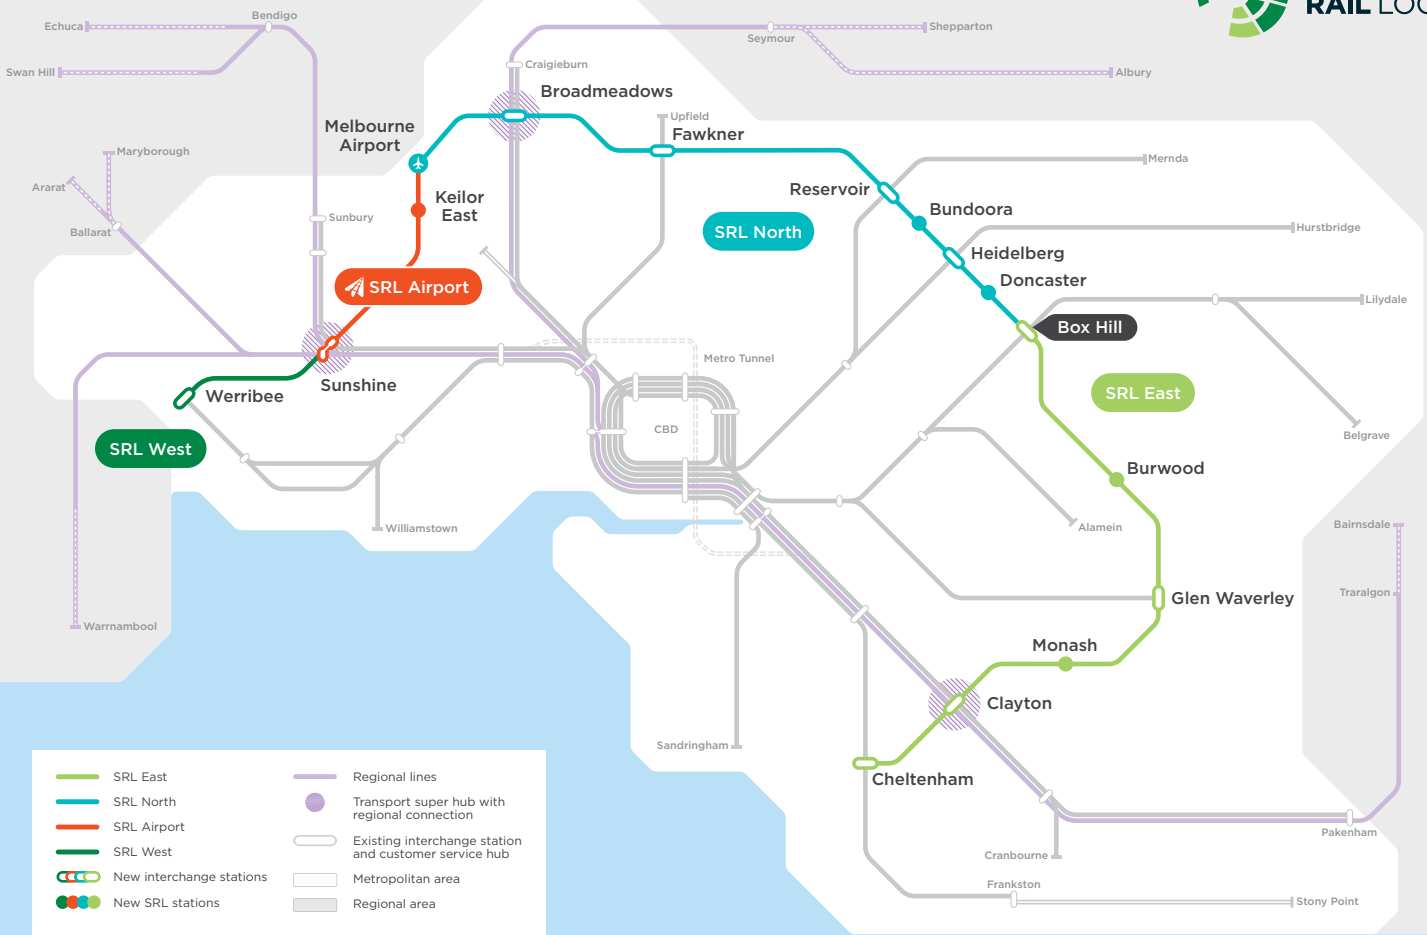 RAIL LOO
Bendigo
Echuca
Swan Hill
Seymour
Shepparton
Albury
Craigieburn
Broadmeadows
Upfield
Fawkner
Melbourne
Airport
Maryborough
Ararat
Ballarat
Sunbury
Keilor
East
Mernda
Reservoir
Bundoora
SRL North
Hurstbridge
Heidelberg
Doncaster
SRL Airport
Lilydale
Box Hill
Metro Tunnel
Sunshine
Werribee
SRL East
CBD
Belgrave
SRL West
Burwood
Williamstown
Alamein
Bairnsdale
Traralgon
Glen Waverley
Warrnambool
Monash
Clayton
Sandringham
Cheltenham
Pakenham
Cranbourne
Frankston
Stony Point
SRL East
SRL North
SRL Airport
SRL West
New interchange stations
New SRL stations
Regional lines
Transport super hub with
regional connection
Existing interchange station
and customer service hub
Metropolitan area
Regional area